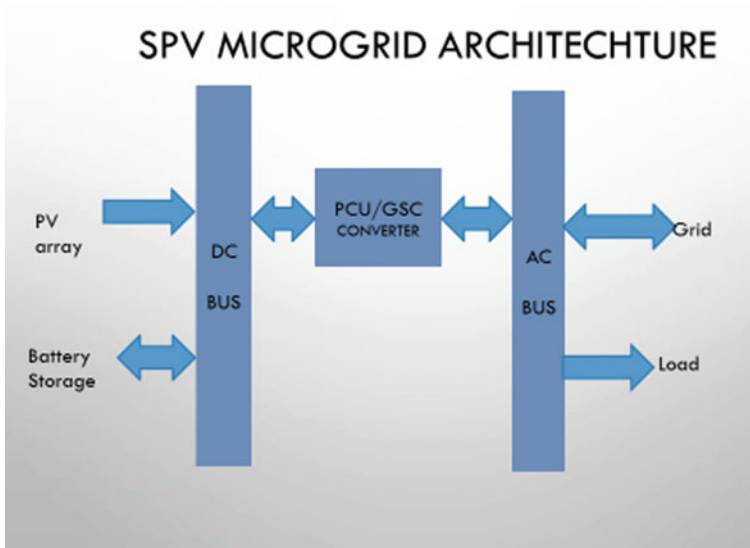 SPV MICROGRID ARCHITECHTURE
PV
array
Battery
Storage
DC
BUS
PCU/GSC
CONVERTER
AC
BUS
Grid
Load